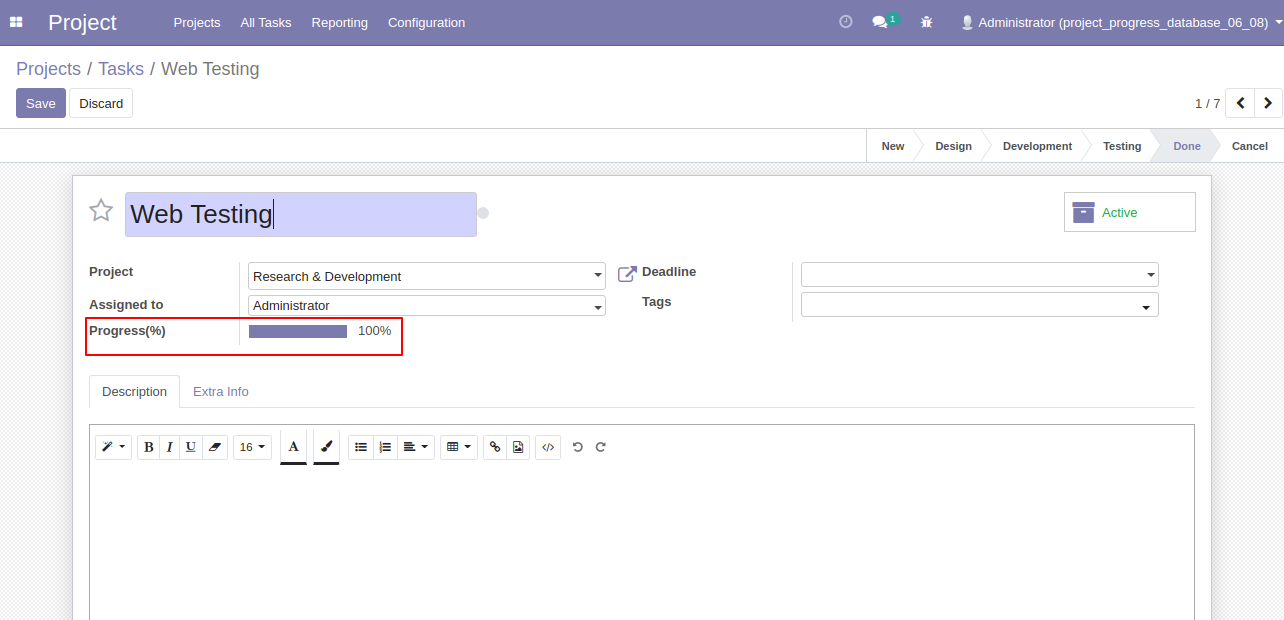 Project Projects All Tasks Reporting Configuration 1 Administrator (project_progress_database_06_08)
Projects / Tasks / Web Testing
Save Discard 1 / 7
New Design Development Testing Done Cancel
Web Testing Active
Project Research & Development Deadline
Assigned to Administrator Tags
Progress(%) 100%
Description Extra Info
B I U 16 A </>